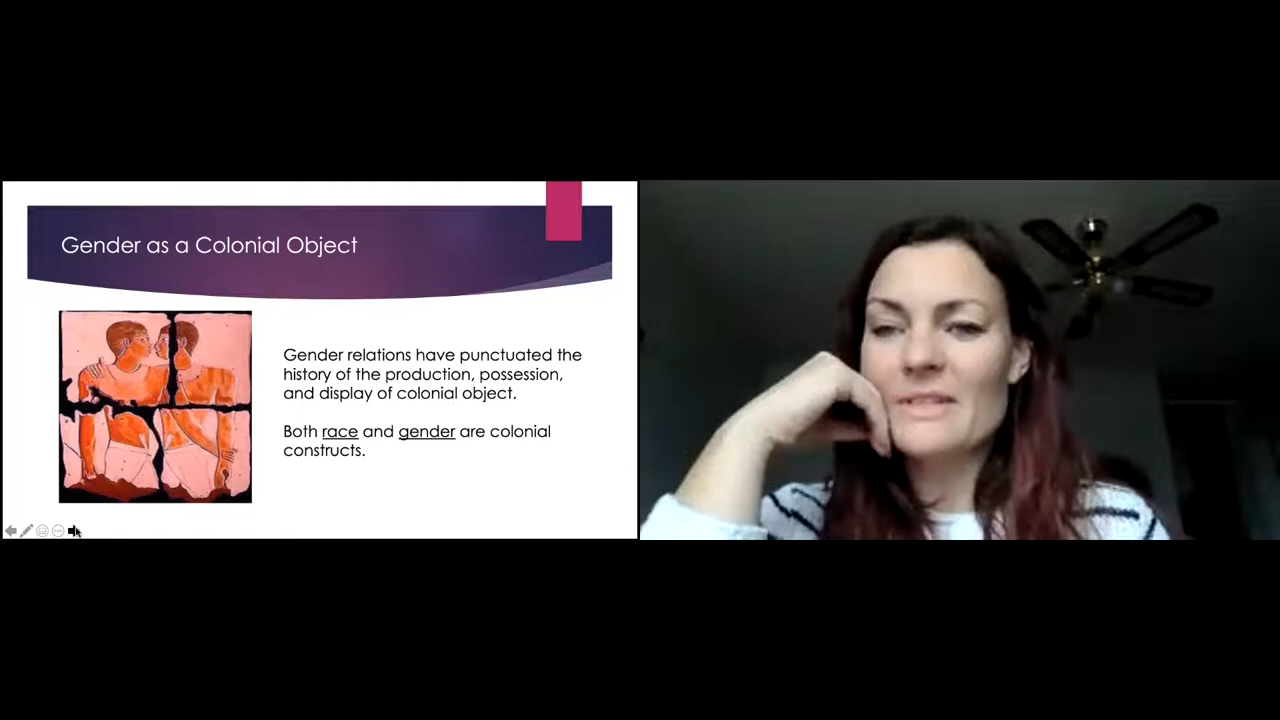 Gender as a Colonial Object
Gender relations have punctuated the
history of the production, possession,
and display of colonial object.
Both race and gender are colonial
constructs.